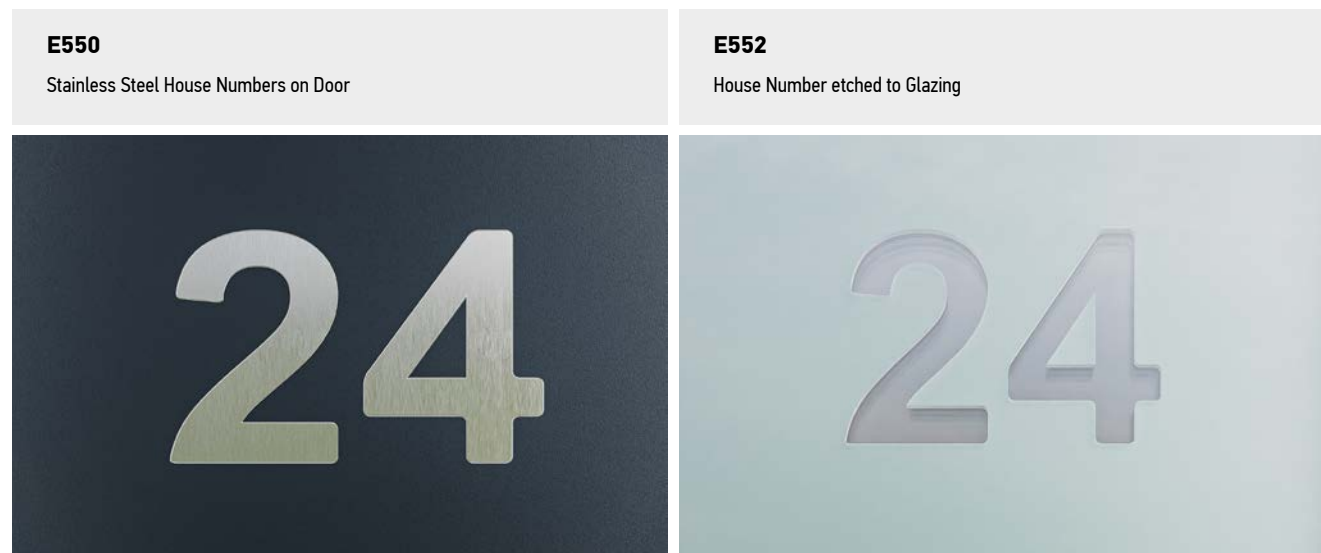 E550
Stainless Steel House Numbers on Door
24
E552
House Number etched to Glazing
24